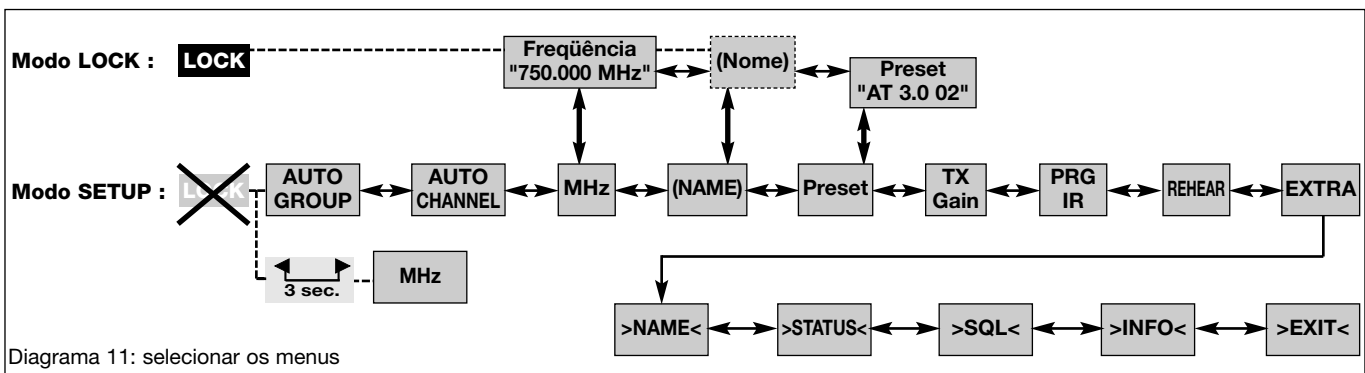 Modo LOCK :
LOCK
Freqüência
"750.000 MHz"
(Nome)
Preset
"AT 3.0 02"
Modo SETUP :
LOCK
AUTO
GROUP
AUTO
CHANNEL
MHz
(NAME)
Preset
TX
Gain
PRG
IR
REHEAR
EXTRA
3 sec.
MHz
>NAME<
>STATUS<
>SQL<
>INFO<
>EXIT<
Diagrama 11: selecionar os menus